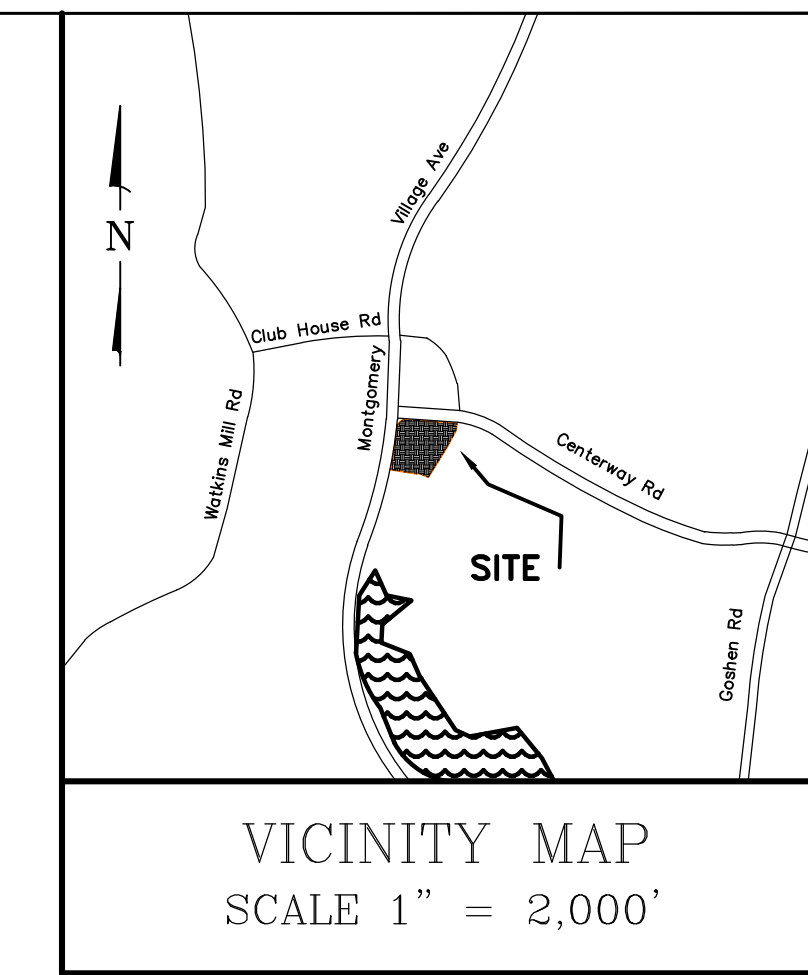 Village Ave
N
Club House Rd
Montgomery
Watkins Mill Rd
Centerway Rd
SITE
Goshen Rd
VICINITY MAP
SCALE 1" = 2,000'